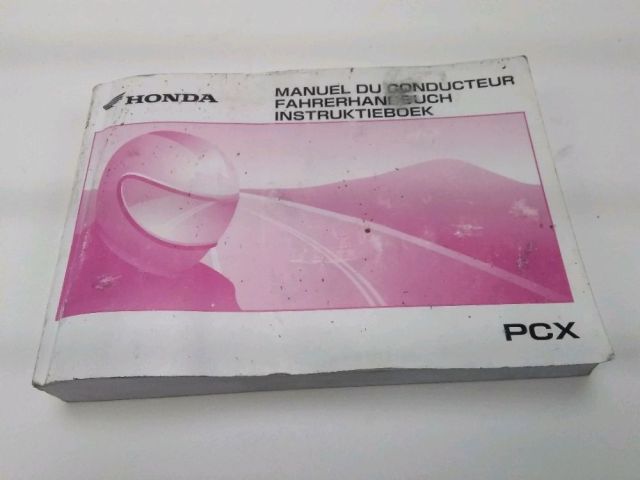 HONDA
MANUEL DU CONDUCTEUR
FAHRERHANDBUCH
INSTRUKTIEBOEK
PCX